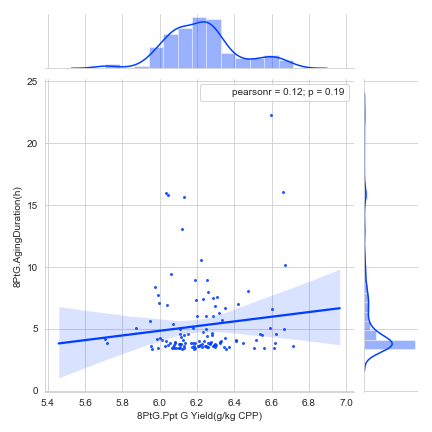 25
pearsonr = 0.12; p = 0.19
20
15
10
5
0
8PtG.AgingDuration(h)
5.4 5.6 5.8 6.0 6.2 6.4 6.6 6.8 7.0
8PtG.Ppt G Yield(g/kg CPP)